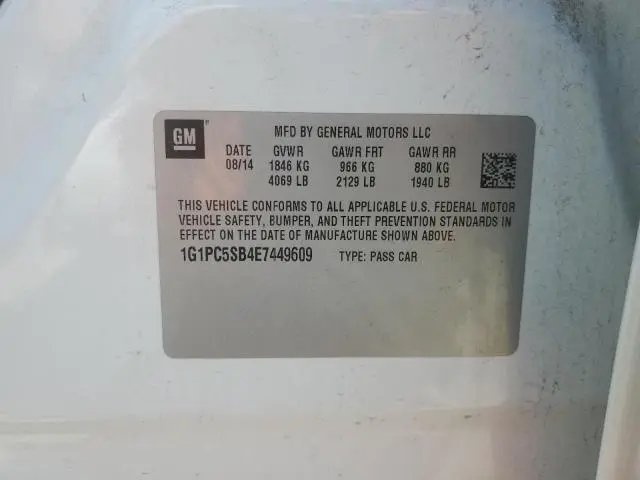 GM ® MFD BY GENERAL MOTORS LLC
DATE GVWR GAWR FRT GAWR RR
08/14 1846 KG 966 KG 880 KG
4069 LB 2129 LB 1940 LB
THIS VEHICLE CONFORMS TO ALL APPLICABLE U.S. FEDERAL MOTOR
VEHICLE SAFETY, BUMPER, AND THEFT PREVENTION STANDARDS IN
EFFECT ON THE DATE OF MANUFACTURE SHOWN ABOVE.
1G1PC5SB4E7449609 TYPE: PASS CAR